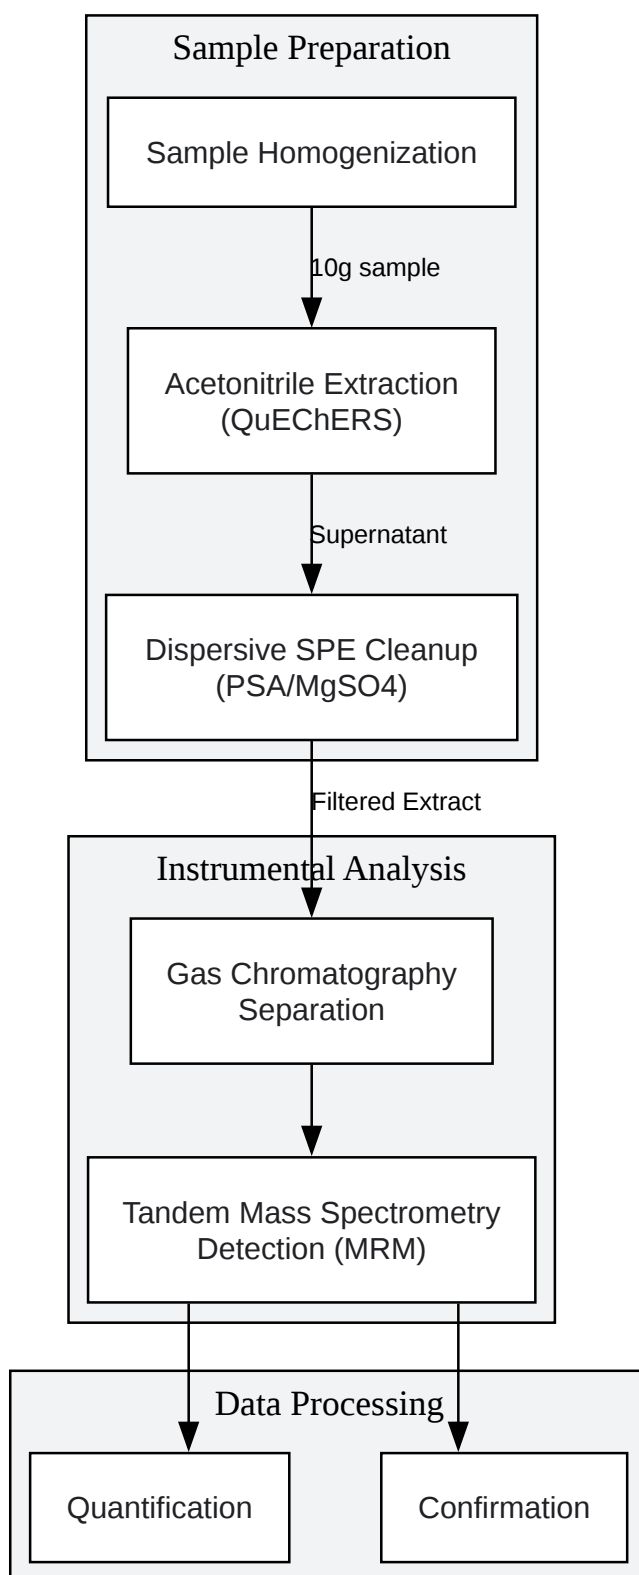 Sample Preparation
Sample Homogenization
10g sample
Acetonitrile Extraction
(QuEChERS)
Supernatant
Dispersive SPE Cleanup
(PSA/MgSO4)
Filtered Extract
Instrumental Analysis
Gas Chromatography
Separation
Tandem Mass Spectrometry
Detection (MRM)
Data Processing
Quantification
Confirmation